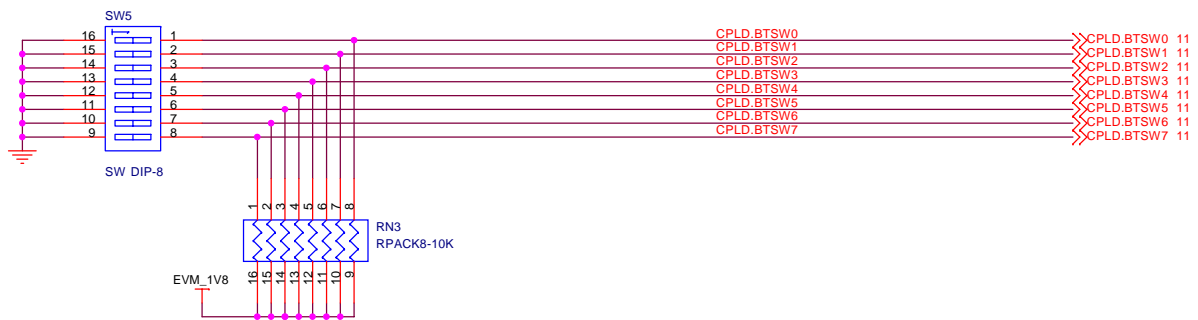 SW5
16 1 CPLD.BTSW0 CPLD.BTSW0 11
15 2 CPLD.BTSW1 CPLD.BTSW1 11
14 3 CPLD.BTSW2 CPLD.BTSW2 11
13 4 CPLD.BTSW3 CPLD.BTSW3 11
12 5 CPLD.BTSW4 CPLD.BTSW4 11
11 6 CPLD.BTSW5 CPLD.BTSW5 11
10 7 CPLD.BTSW6 CPLD.BTSW6 11
9 8 CPLD.BTSW7 CPLD.BTSW7 11
SW DIP-8
1 2 3 4 5 6 7 8
RN3
RPACK8-10K
16 15 14 13 12 11 10 9
EVM_1V8